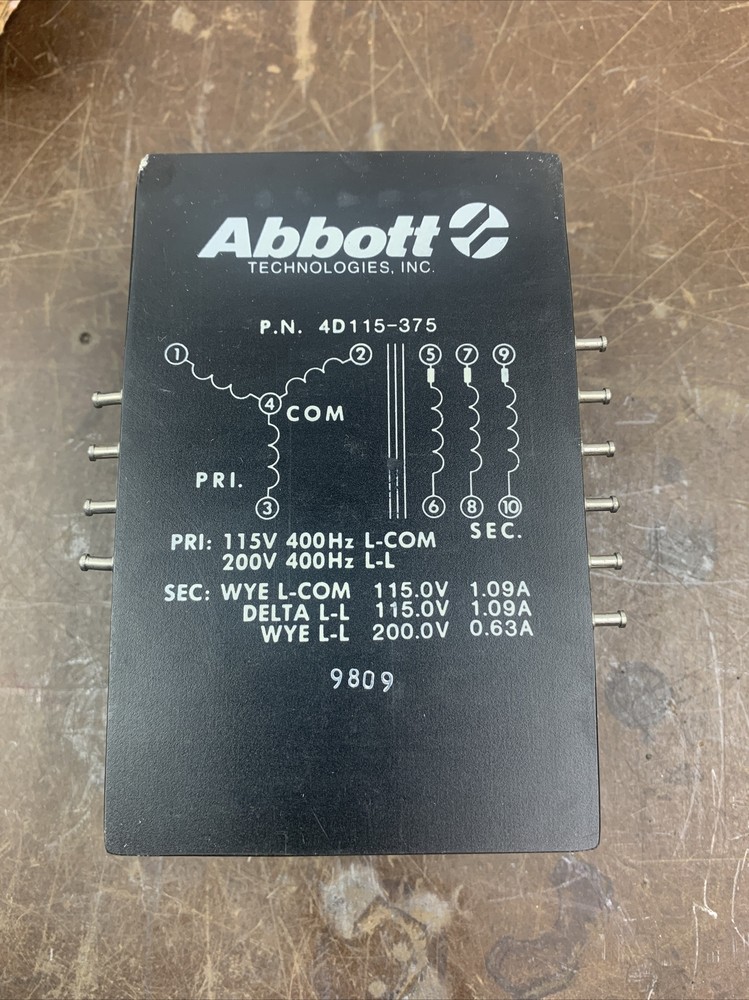 Abbott
TECHNOLOGIES, INC.
P.N. 4D115-375
1 2 5 7 9
4 COM
PRI.
3 6 8 10
SEC.
PRI: 115V 400Hz L-COM
200V 400Hz L-L
SEC: WYE L-COM 115.0V 1.09A
DELTA L-L 115.0V 1.09A
WYE L-L 200.0V 0.63A
9809